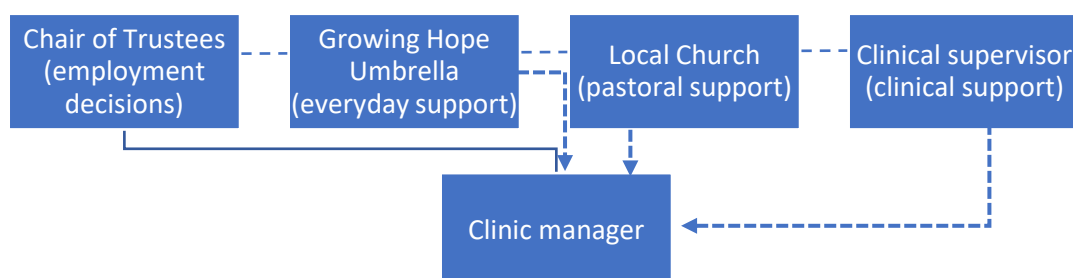 Chair of Trustees
(employment
decisions)
Growing Hope
Umbrella
(everyday support)
Local Church
(pastoral support)
Clinical supervisor
(clinical support)
Clinic manager